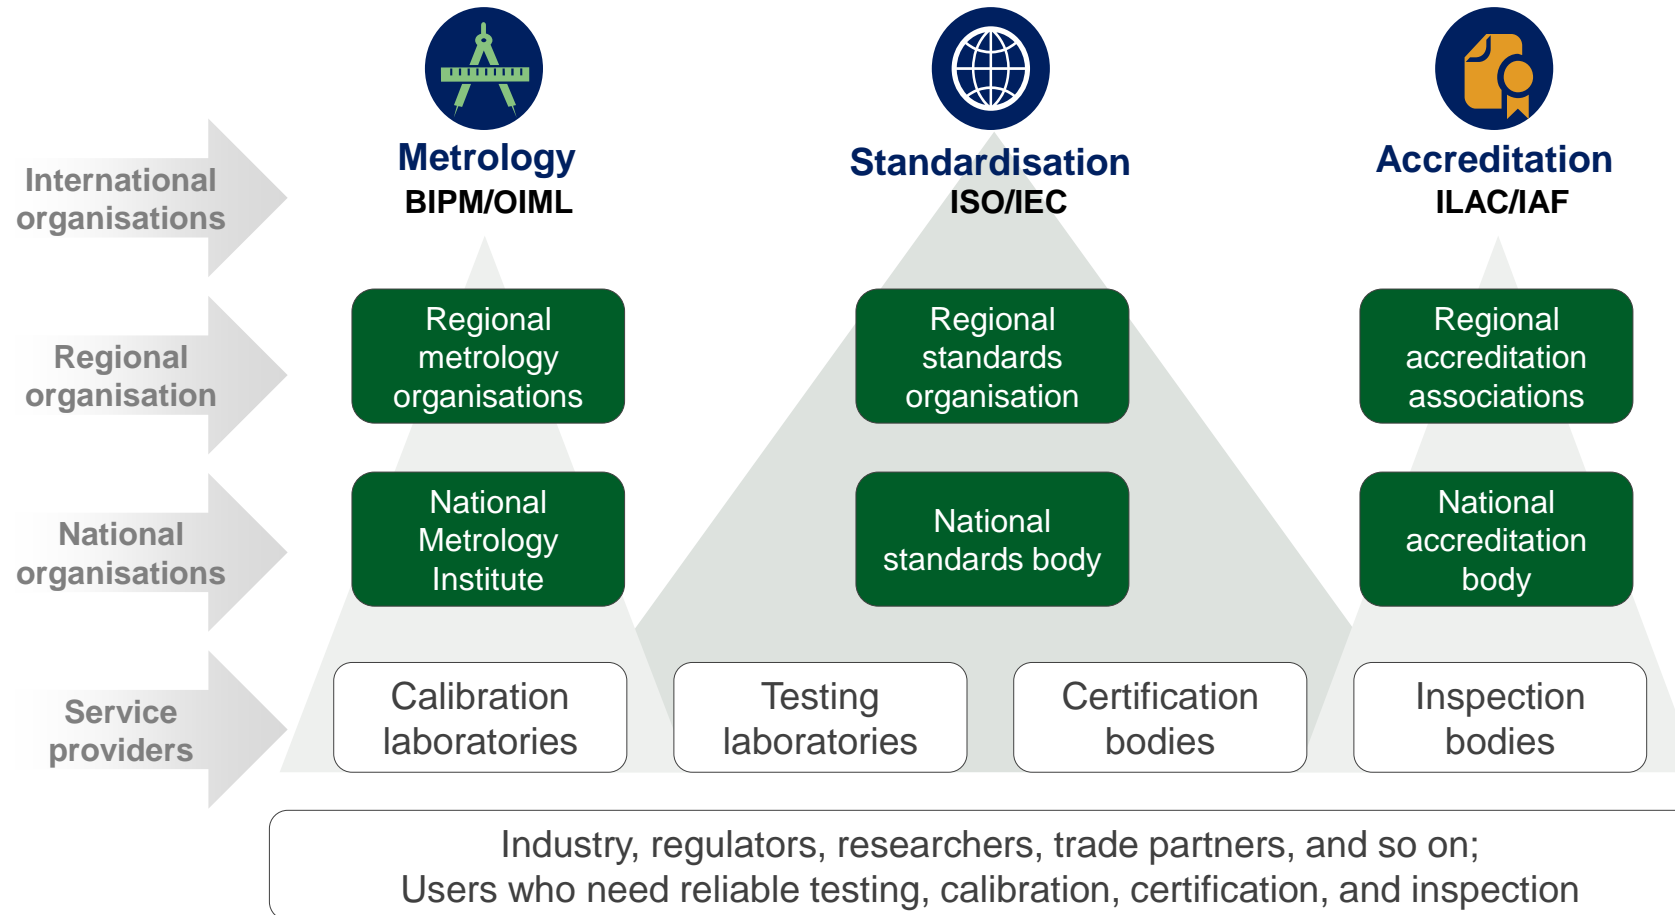 Metrology
BIPM/OIML
Standardisation
ISO/IEC
Accreditation
ILAC/IAF
International
organisations
Regional
organisation
Regional
metrology
organisations
Regional
standards
organisation
Regional
accreditation
associations
National
organisations
National
Metrology
Institute
National
standards body
National
accreditation
body
Service
providers
Calibration
laboratories
Testing
laboratories
Certification
bodies
Inspection
bodies
Industry, regulators, researchers, trade partners, and so on;
Users who need reliable testing, calibration, certification, and inspection